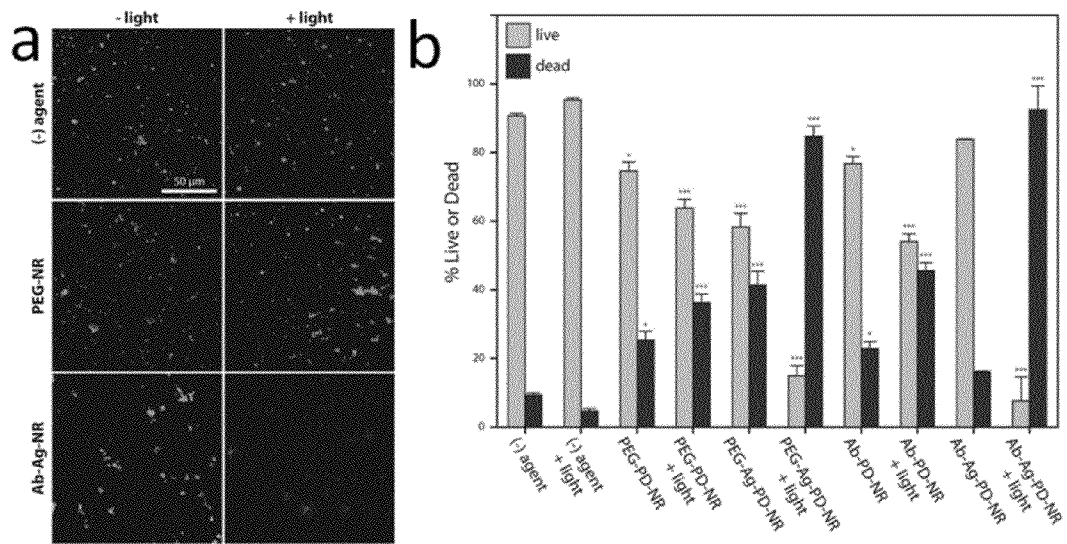 a
- light
+ light
(-) agent
PEG-NR
Ab-Ag-NR
50 µm
b
live
dead
% Live or Dead
100
80
60
40
20
0
*
*
***
***
***
***
***
***
*
*
***
***
***
***
(-) agent
(-) agent
+ light
PEG-PD-NR
PEG-PD-NR
+ light
PEG-Ag-PD-NR
PEG-Ag-PD-NR
+ light
Ab-PD-NR
Ab-PD-NR
+ light
Ab-Ag-PD-NR
Ab-Ag-PD-NR
+ light